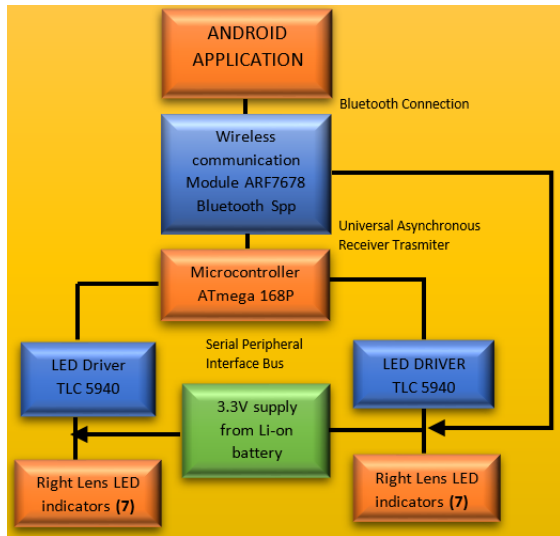 ANDROID
APPLICATION
Bluetooth Connection
Wireless
communication
Module ARF7678
Bluetooth Spp
Universal Asynchronous
Receiver Trasmiter
Microcontroller
ATmega 168P
Serial Peripheral
Interface Bus
LED Driver
TLC 5940
LED DRIVER
TLC 5940
3.3V supply
from Li-on
battery
Right Lens LED
indicators (7)
Right Lens LED
indicators (7)